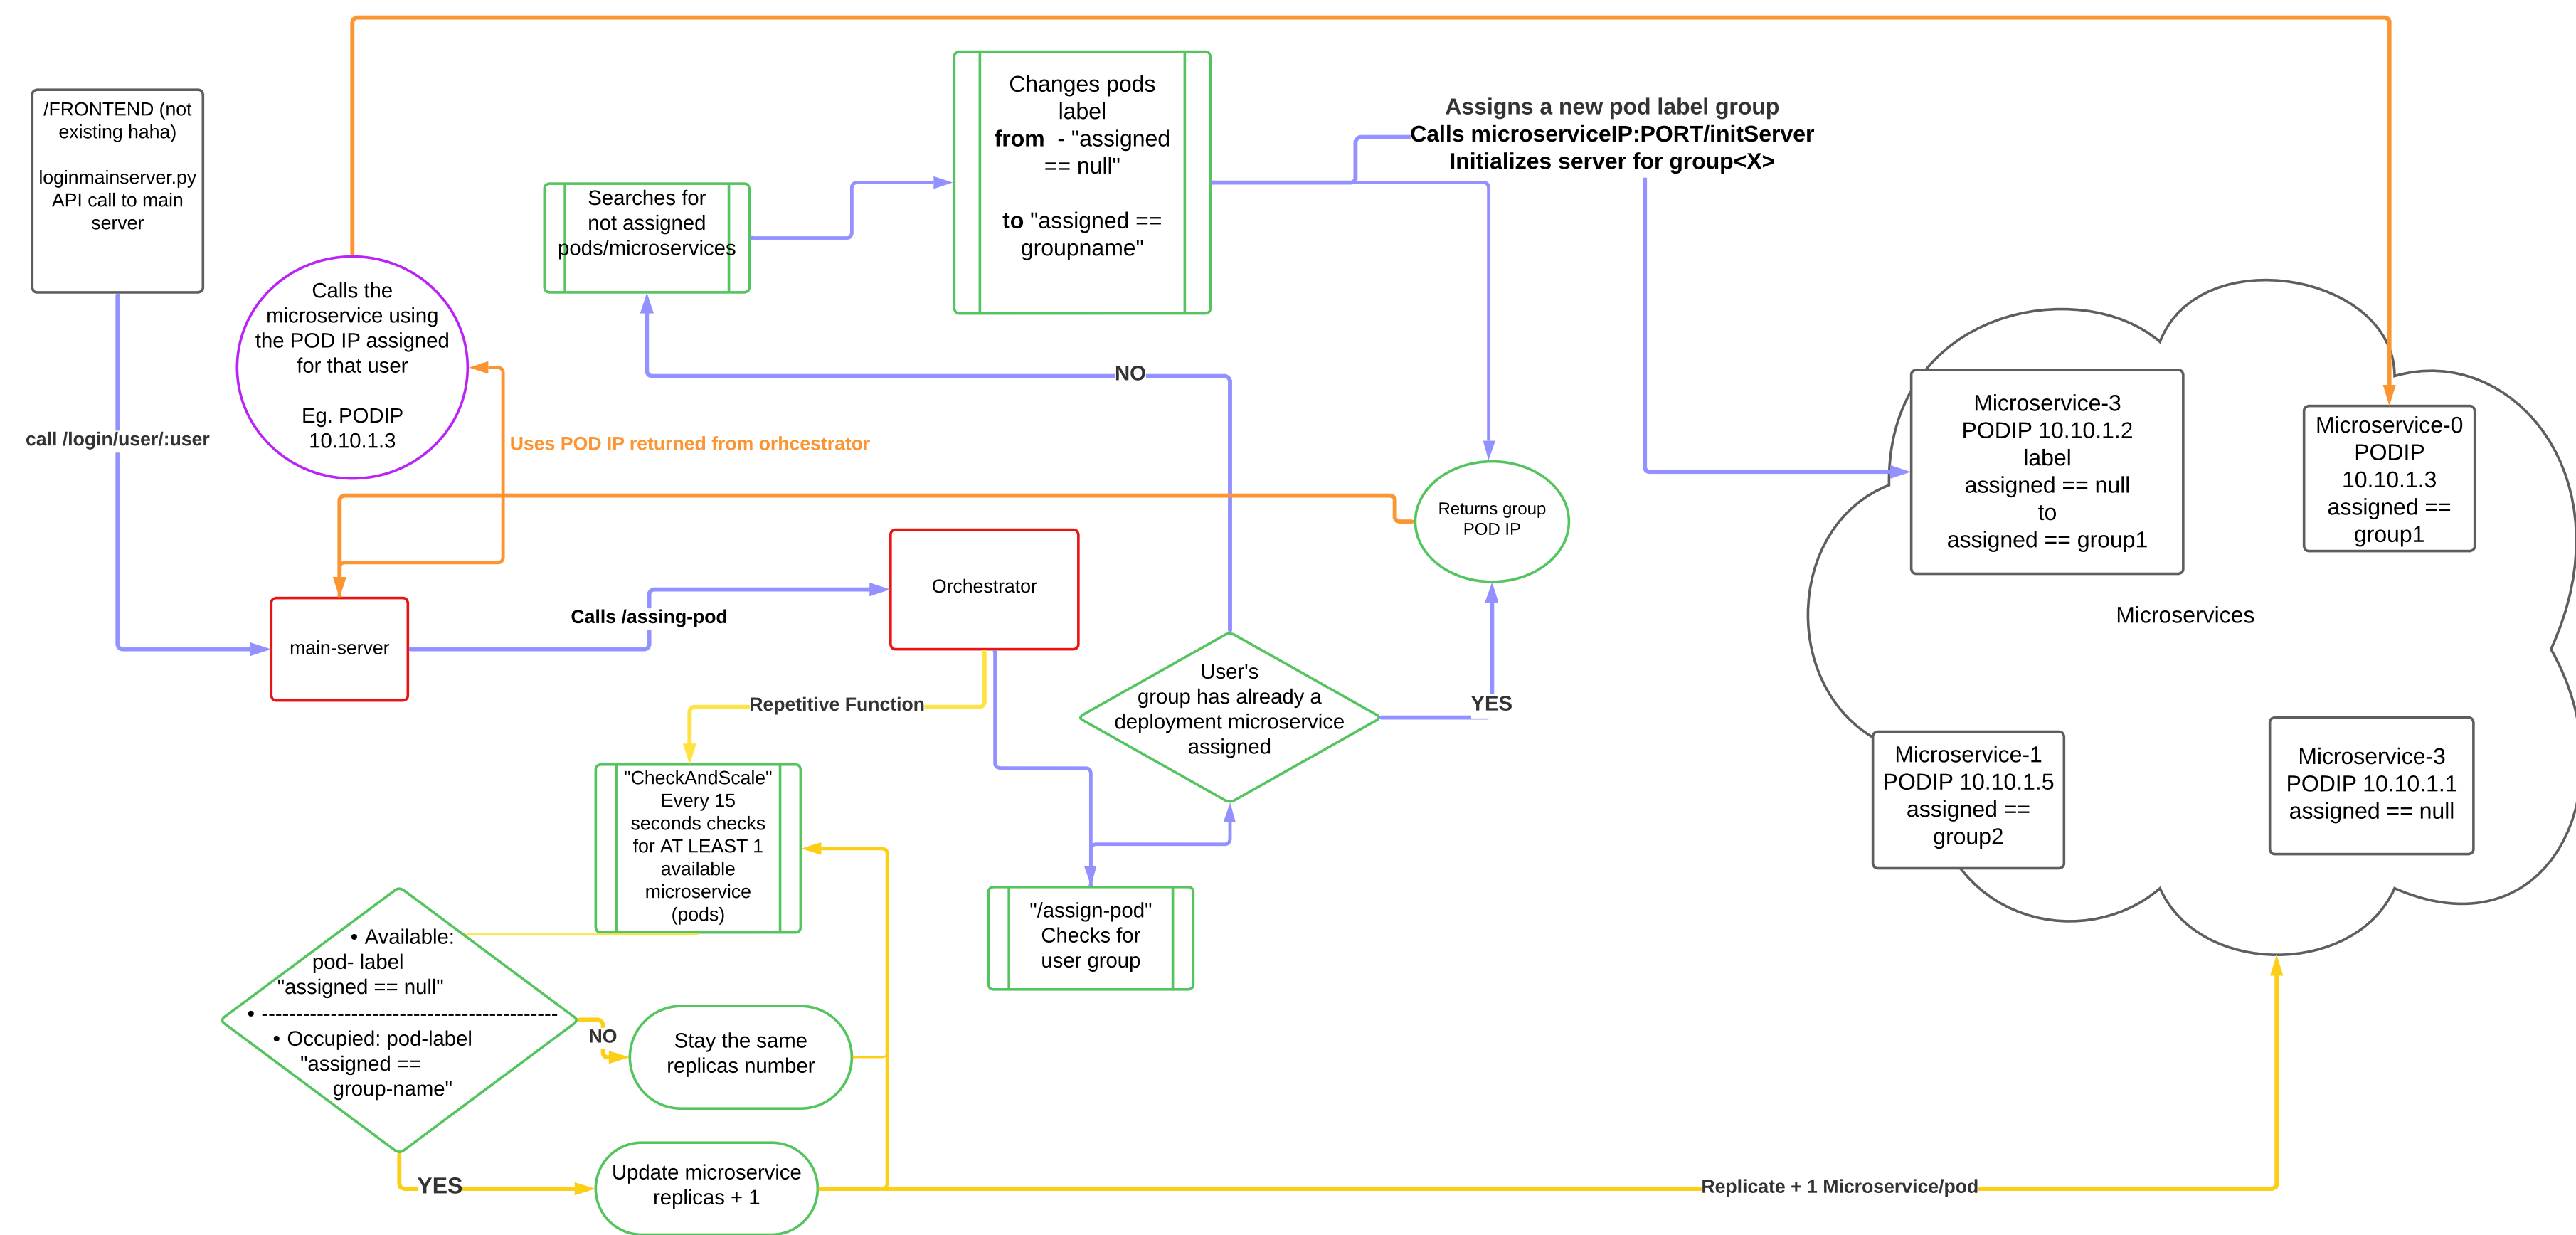 /FRONTEND (not
existing haha)
loginmainserver.py
API call to main
server
call /login/user/:user
Calls the
microservice using
the POD IP assigned
for that user
Eg. PODIP
10.10.1.3
Uses POD IP returned from orhcestrator
Searches for
not assigned
pods/microservices
Changes pods
label
from - "assigned
== null"
to "assigned ==
groupname"
Assigns a new pod label group
Calls microserviceIP:PORT/initServer
Initializes server for group<X>
NO
main-server
Calls /assing-pod
Orchestrator
Returns group
POD IP
User's
group has already a
deployment microservice
assigned
YES
Repetitive Function
"CheckAndScale"
Every 15
seconds checks
for AT LEAST 1
available
microservice
(pods)
"/assign-pod"
Checks for
user group
• Available:
pod- label
"assigned == null"
• -------------------------------------------
• Occupied: pod-label
"assigned ==
group-name"
NO
Stay the same
replicas number
YES
Update microservice
replicas + 1
Replicate + 1 Microservice/pod
Microservice-3
PODIP 10.10.1.2
label
assigned == null
to
assigned == group1
Microservice-0
PODIP
10.10.1.3
assigned ==
group1
Microservices
Microservice-1
PODIP 10.10.1.5
assigned ==
group2
Microservice-3
PODIP 10.10.1.1
assigned == null